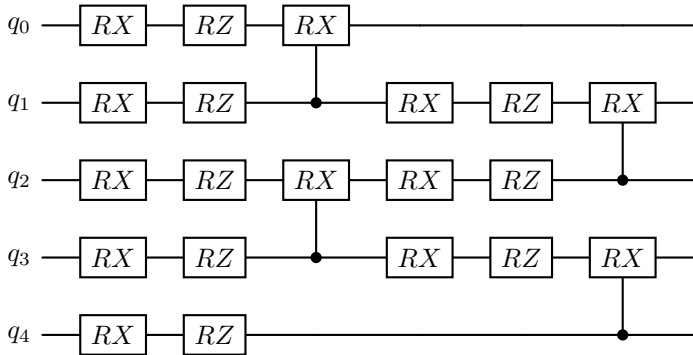 q0 RX RZ RX
q1 RX RZ RX RZ RX
q2 RX RZ RX RX RZ
q3 RX RZ RX RZ RX
q4 RX RZ